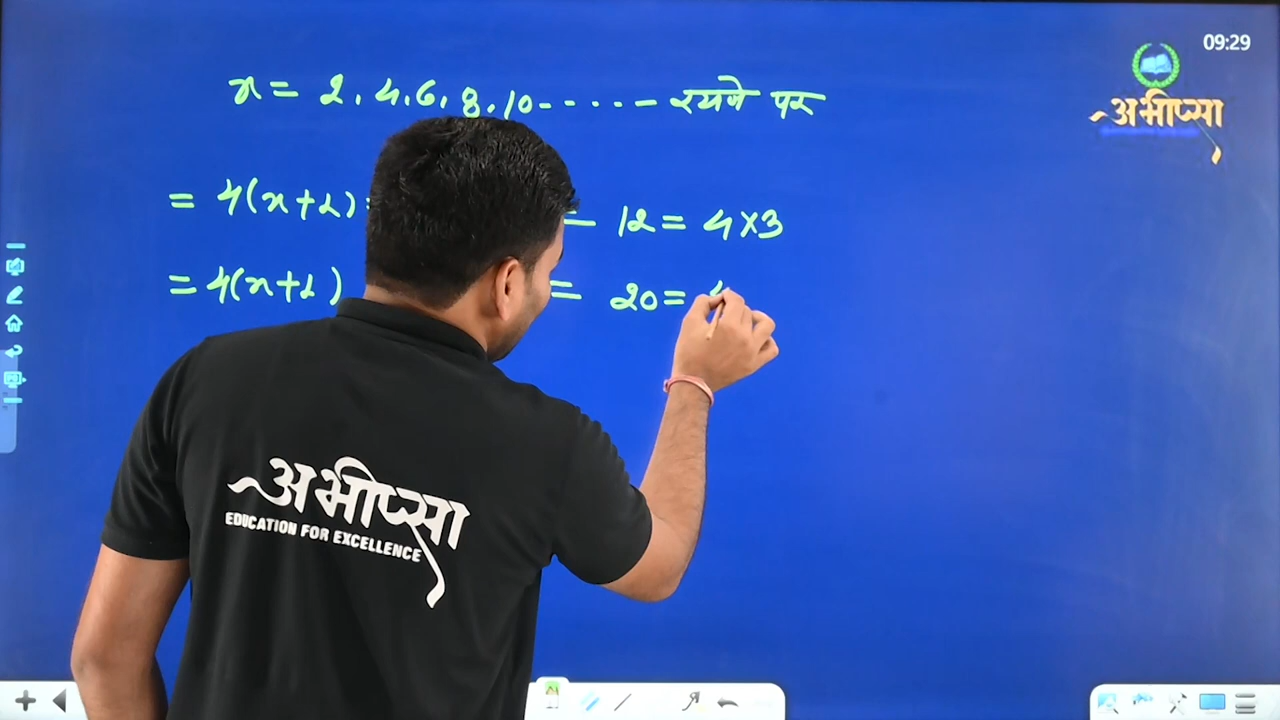 09:29
अभीप्सा
x = 2, 4, 6, 8, 10 ------ रखने पर
= 4(x+2)
= 12 = 4×3
= 4(x+2)
= 20 = 4
अभीप्सा
EDUCATION FOR EXCELLENCE